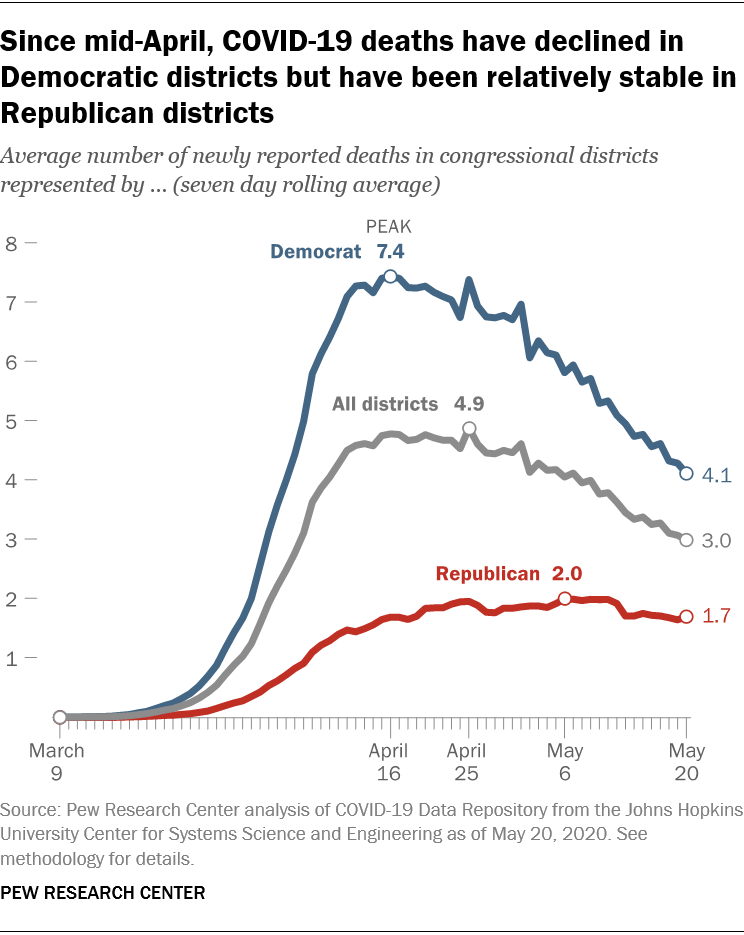 Since mid-April, COVID-19 deaths have declined in
Democratic districts but have been relatively stable in
Republican districts
Average number of newly reported deaths in congressional districts
represented by ... (seven day rolling average)
PEAK
Democrat 7.4
8
7
6
5
4
3
2
1
All districts 4.9
4.1
3.0
Republican 2.0
1.7
March
9
April
16
April
25
May
6
May
20
Source: Pew Research Center analysis of COVID-19 Data Repository from the Johns Hopkins
University Center for Systems Science and Engineering as of May 20, 2020. See
methodology for details.
PEW RESEARCH CENTER